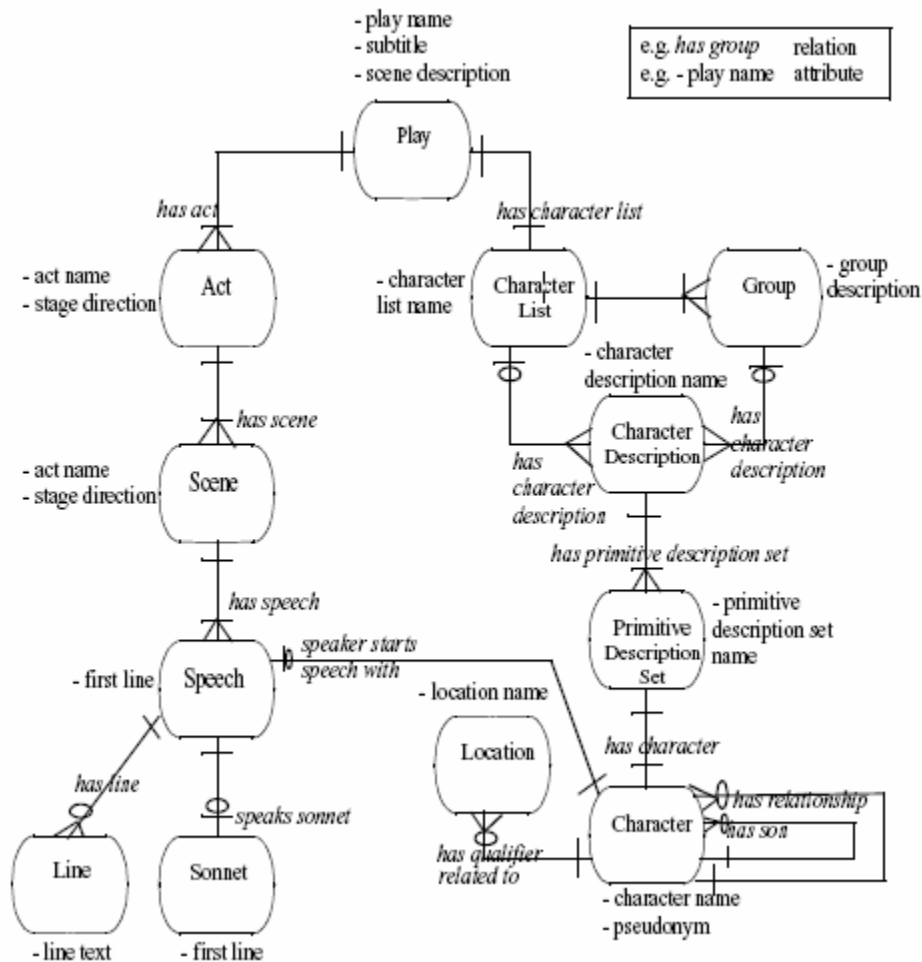 - play name
- subtitle
- scene description
e.g. has group relation
e.g. - play name attribute
Play
has act
has character list
- act name
- stage direction
Act
- character
list name
Character
List
Group
- group
description
- character
description name
has scene
Character
Description
has
character
description
has
character
description
- act name
- stage direction
Scene
has primitive description set
has speech
Primitive
Description
Set
- primitive
description set
name
- first line
Speech
speaker starts
speech with
- location name
Location
has character
has line
speaks sonnet
Character
has relationship
has son
has qualifier
related to
Line
Sonnet
- character name
- pseudonym
- line text
- first line